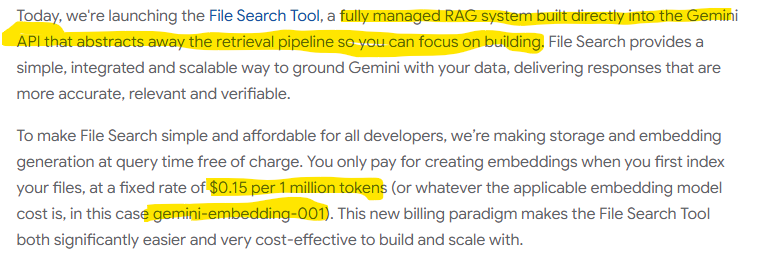 Today, we're launching the File Search Tool, a fully managed RAG system built directly into the Gemini
API that abstracts away the retrieval pipeline so you can focus on building. File Search provides a
simple, integrated and scalable way to ground Gemini with your data, delivering responses that are
more accurate, relevant and verifiable.
To make File Search simple and affordable for all developers, we're making storage and embedding
generation at query time free of charge. You only pay for creating embeddings when you first index
your files, at a fixed rate of $0.15 per 1 million tokens (or whatever the applicable embedding model
cost is, in this case gemini-embedding-001). This new billing paradigm makes the File Search Tool
both significantly easier and very cost-effective to build and scale with.